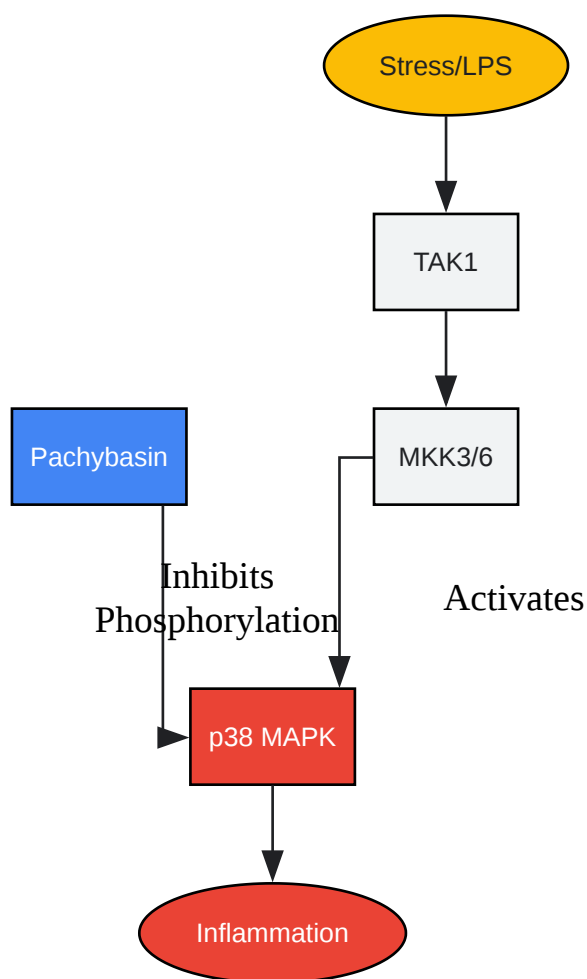 Stress/LPS
TAK1
Pachybasin
MKK3/6
Inhibits
Phosphorylation
Activates
p38 MAPK
Inflammation